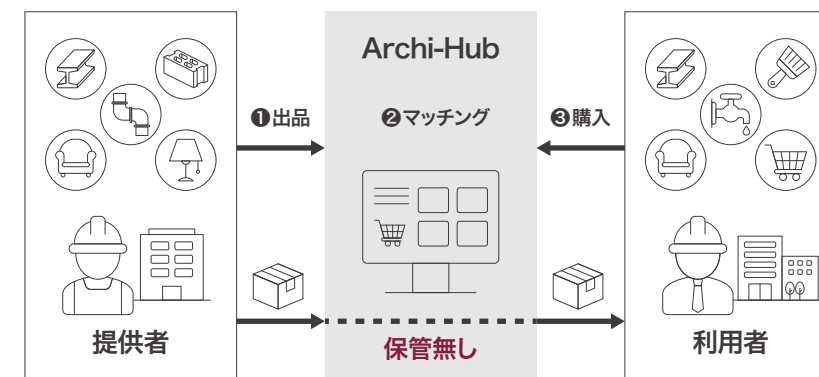 Archi-Hub
❶出品
❷マッチング
❸購入
提供者
保管無し
利用者